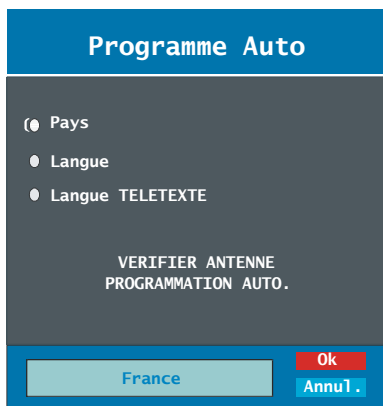 Programme Auto
Pays
Langue
Langue TELETEXTE
VERIFIER ANTENNE
PROGRAMMATION AUTO.
France
Ok
Annul.